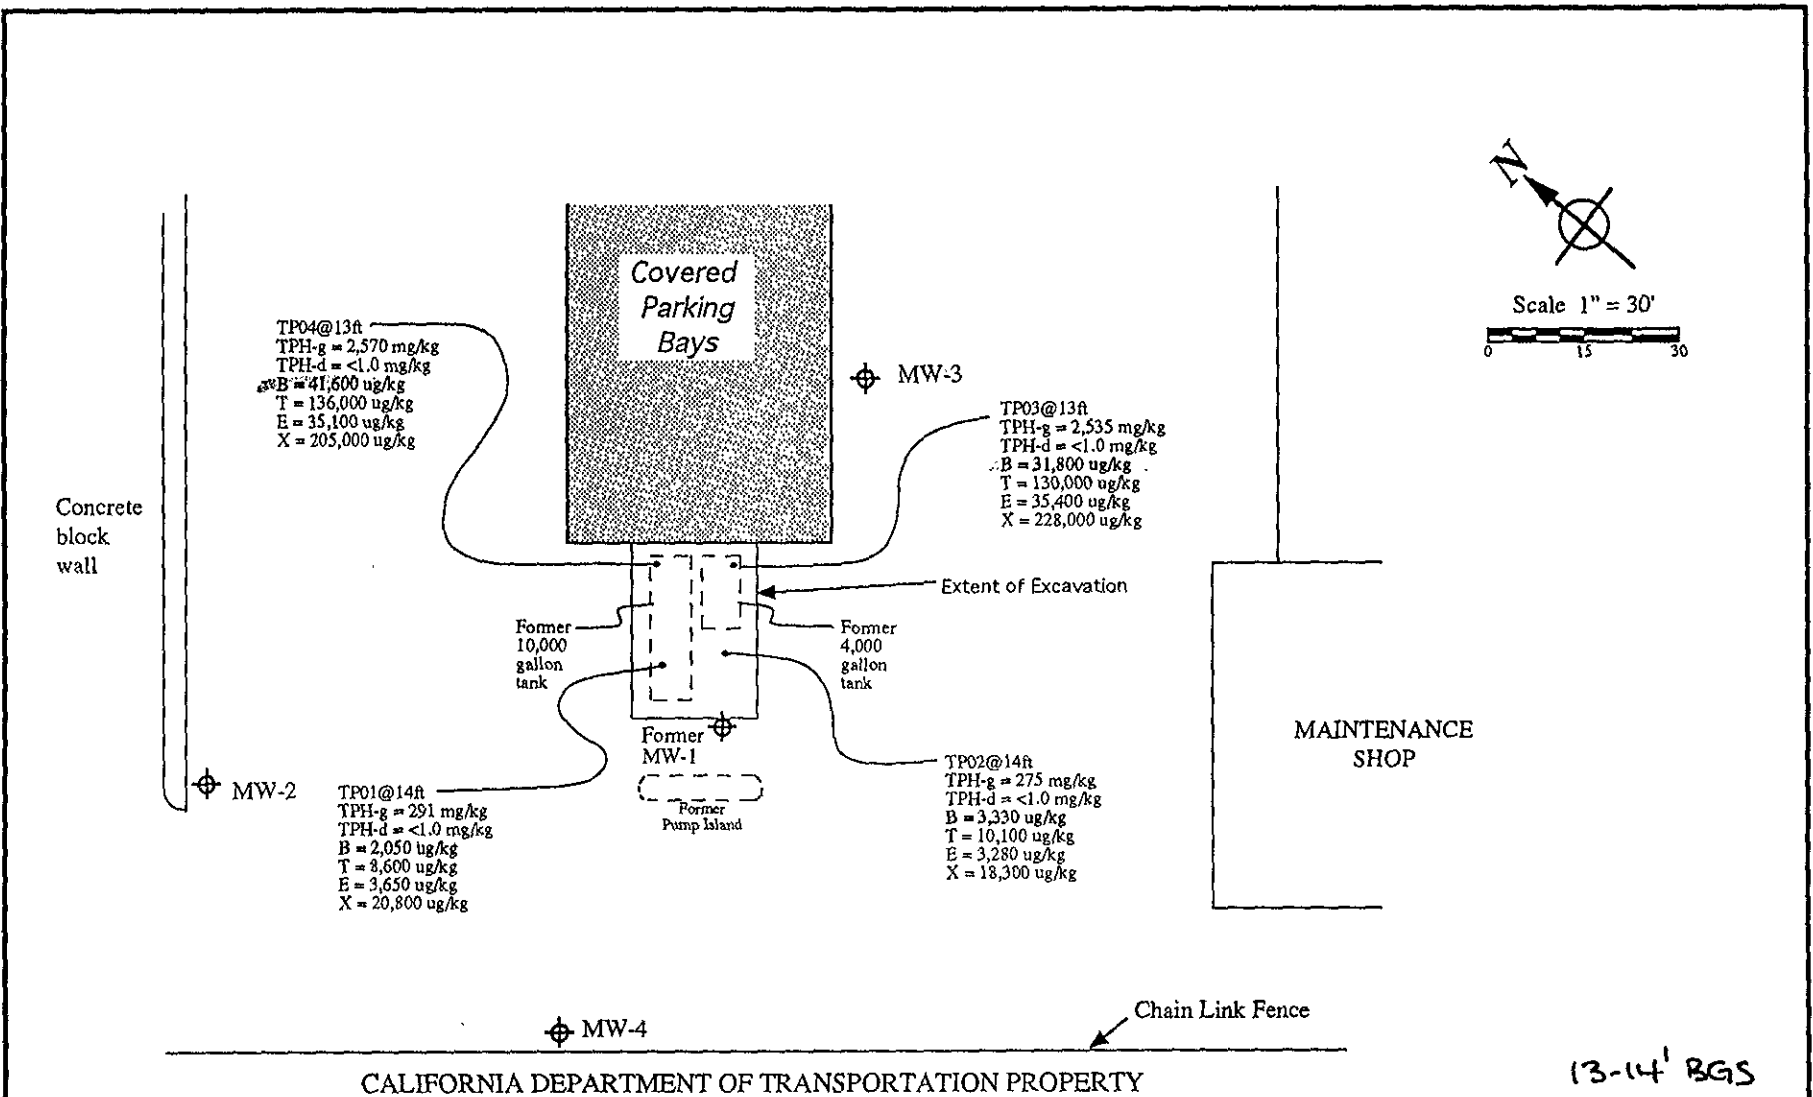 N
Scale 1" = 30'
0 15 30
Covered
Parking
Bays
TP04@13ft
TPH-g = 2,570 mg/kg
TPH-d = <1.0 mg/kg
B = 41,600 ug/kg
T = 136,000 ug/kg
E = 35,100 ug/kg
X = 205,000 ug/kg
MW-3
TP03@13ft
TPH-g = 2,535 mg/kg
TPH-d = <1.0 mg/kg
B = 31,800 ug/kg
T = 130,000 ug/kg
E = 35,400 ug/kg
X = 228,000 ug/kg
Concrete
block
wall
Extent of Excavation
Former
10,000
gallon
tank
Former
4,000
gallon
tank
Former
MW-1
MAINTENANCE
SHOP
MW-2
TP01@14ft
TPH-g = 291 mg/kg
TPH-d = <1.0 mg/kg
B = 2,050 ug/kg
T = 8,600 ug/kg
E = 3,650 ug/kg
X = 20,800 ug/kg
Former
Pump Island
TP02@14ft
TPH-g = 275 mg/kg
TPH-d = <1.0 mg/kg
B = 3,330 ug/kg
T = 10,100 ug/kg
E = 3,280 ug/kg
X = 18,300 ug/kg
MW-4
Chain Link Fence
CALIFORNIA DEPARTMENT OF TRANSPORTATION PROPERTY
13-14' BGS